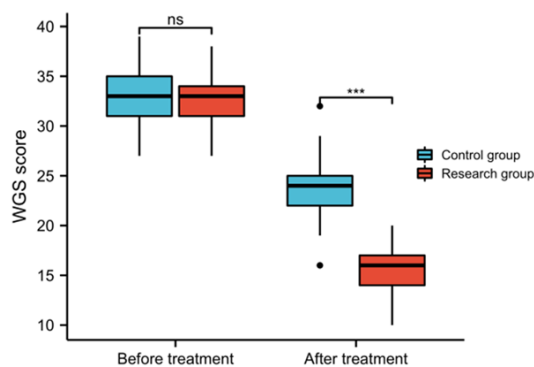 ns
***
40
35
30
25
20
15
10
WGS score
Control group
Research group
Before treatment
After treatment